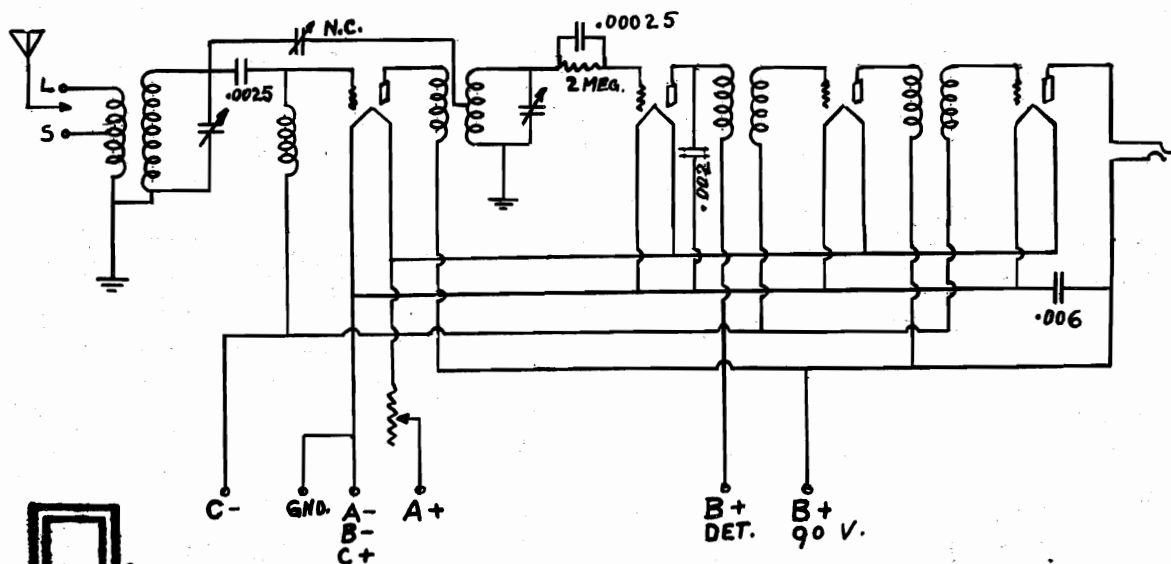 N.C.
.00025
2 MEG.
.0025
L
S
.002
.006
C-
GND.
A-
B-
C+
A+
B+
DET.
B+
90 V.